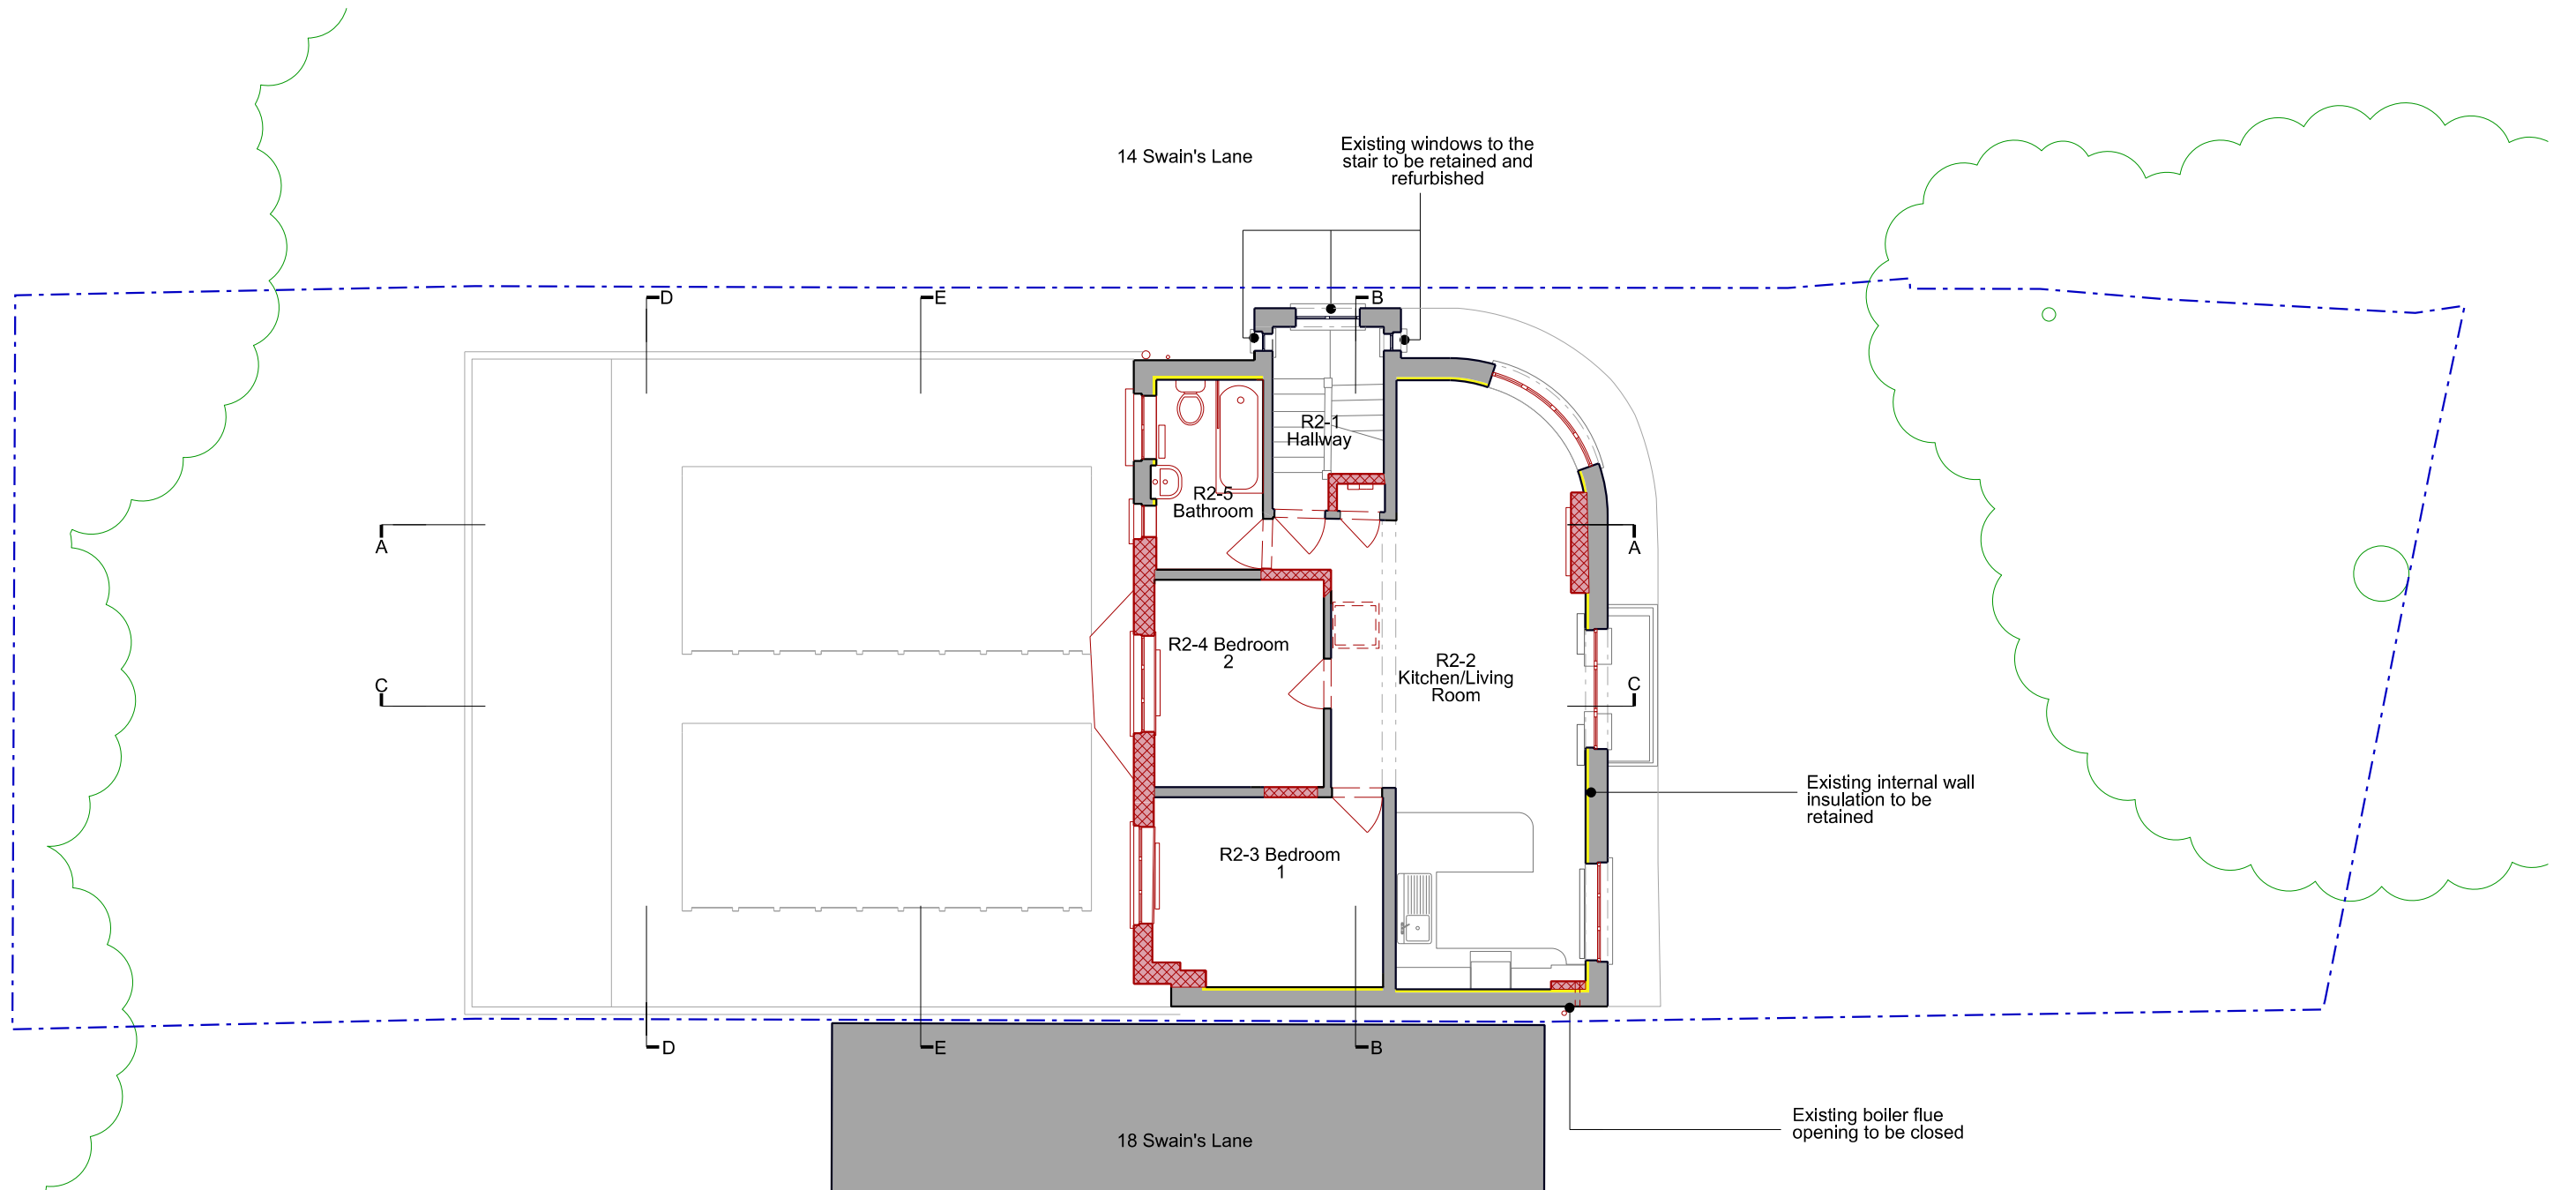 14 Swain's Lane
Existing windows to the
stair to be retained and
refurbished
D
E
B
R2-1
Hallway
R2-5
Bathroom
A
A
R2-4 Bedroom
2
R2-2
Kitchen/Living
Room
C
C
Existing internal wall
insulation to be
retained
R2-3 Bedroom
1
D
E
B
Existing boiler flue
opening to be closed
18 Swain's Lane